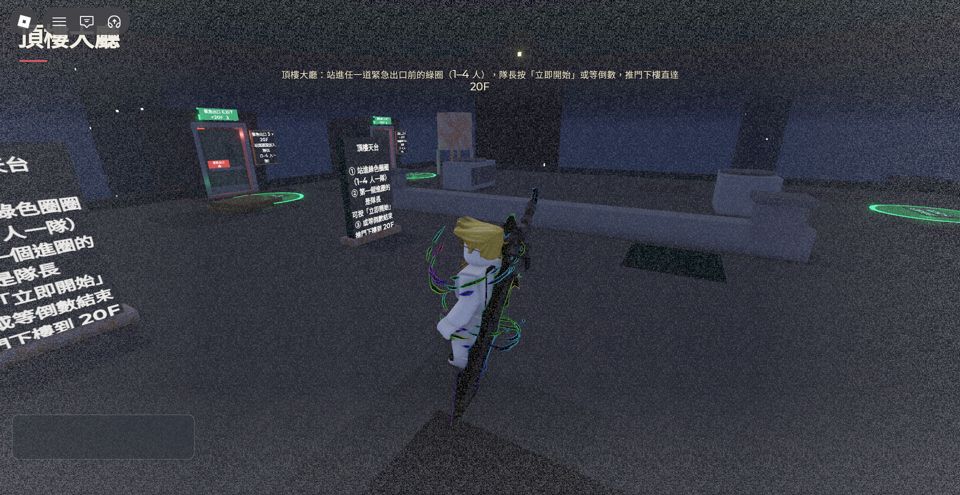 頂樓大廳
頂樓大廳：站進任一道緊急出口前的綠圈（1–4 人），隊長按「立即開始」或等倒數，推門下樓直達
20F
頂樓天台
① 站進綠色圈圈
（1–4 人一隊）
② 第一個進圈的
是隊長
可按「立即開始」
③ 或等倒數結束
推門下樓到 20F
天台
綠色圈圈
人一隊）
一個進圈的
是隊長
「立即開始」
或等倒數結束
門下樓到 20F